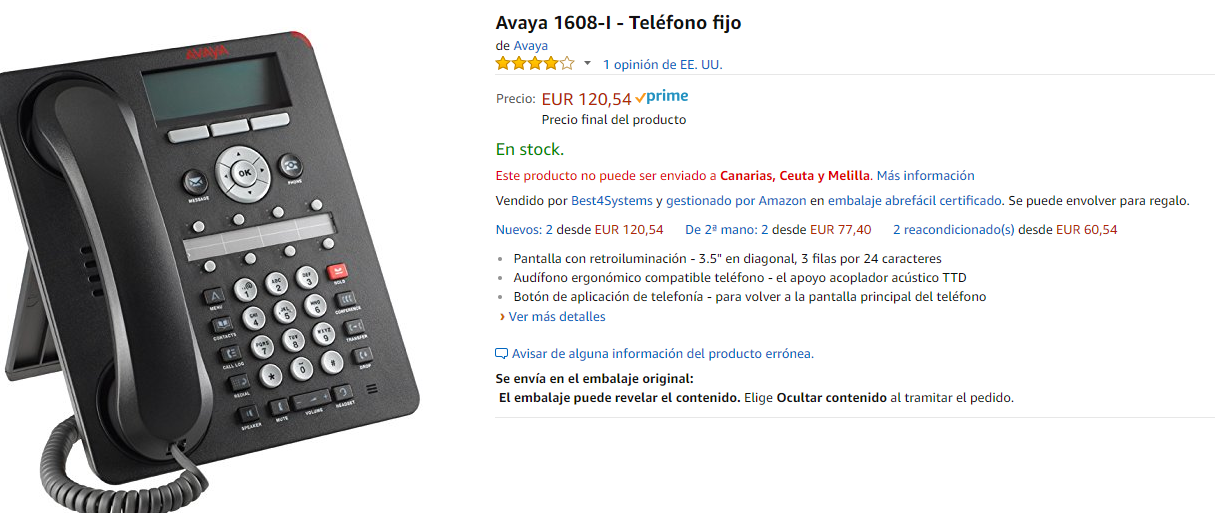 Avaya 1608-I - Teléfono fijo
de Avaya
1 opinión de EE. UU.
Precio: EUR 120,54 prime
Precio final del producto
En stock.
Este producto no puede ser enviado a Canarias, Ceuta y Melilla. Más información
Vendido por Best4Systems y gestionado por Amazon en embalaje abrefácil certificado. Se puede envolver para regalo.
Nuevos: 2 desde EUR 120,54 De 2ª mano: 2 desde EUR 77,40 2 reacondicionado(s) desde EUR 60,54
Pantalla con retroiluminación - 3.5" en diagonal, 3 filas por 24 caracteres
Audífono ergonómico compatible teléfono - el apoyo acoplador acústico TTD
Botón de aplicación de telefonía - para volver a la pantalla principal del teléfono
› Ver más detalles
Avisar de alguna información del producto errónea.
Se envía en el embalaje original:
El embalaje puede revelar el contenido. Elige Ocultar contenido al tramitar el pedido.
AVAYA
OK
MESSAGE
PHONE
1
ABC 2
DEF 3
HOLD
MENU
GHI 4
JKL 5
MNO 6
CONFERENCE
CONTACTS
PQRS 7
TUV 8
WXYZ 9
TRANSFER
CALL LOG
* 0 #
DROP
REDIAL
SPEAKER
MUTE
- VOLUME +
HEADSET